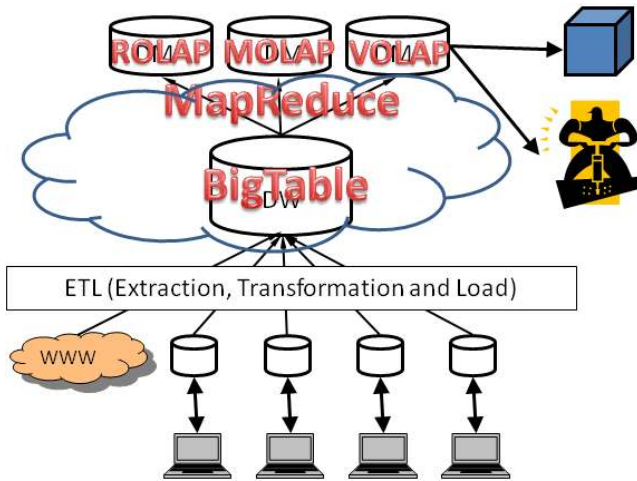 ROLAP MOLAP VOLAP
MapReduce
BigTable
DW
ETL (Extraction, Transformation and Load)
WWW